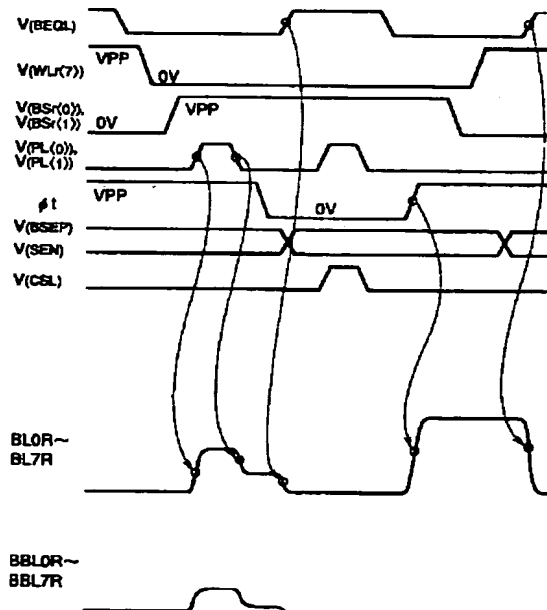 V(BEQL)
V(WLr(7)) VPP 0V
V(BSr(0)), VPP
V(BSr(1)) 0V
V(PL(0)),
V(PL(1))
VPP
φt 0V
V(BSEP)
V(SEN)
V(CSL)
BL0R~
BL7R
BBL0R~
BBL7R